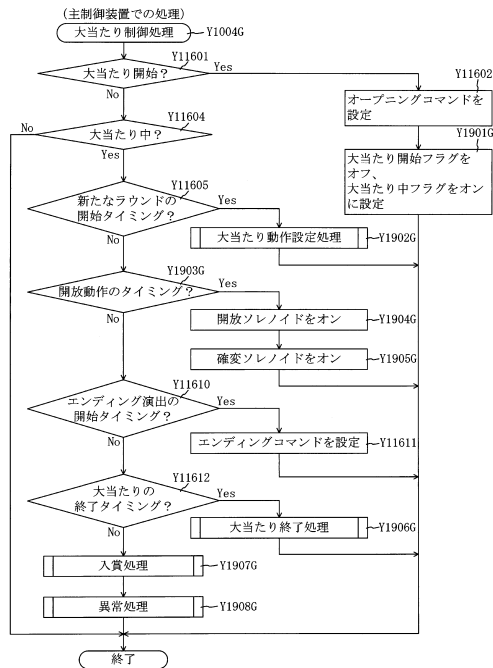 (主制御装置での処理)
大当たり制御処理
Y1004G
Y11601
大当たり開始？
Yes
No
Y11602
オープニングコマンドを
設定
Y1901G
大当たり開始フラグを
オフ、
大当たり中フラグをオン
に設定
Y11604
No
大当たり中？
Yes
Y11605
新たなラウンドの
開始タイミング？
Yes
No
大当たり動作設定処理
Y1902G
Y1903G
開放動作のタイミング？
Yes
No
開放ソレノイドをオン
Y1904G
確変ソレノイドをオン
Y1905G
Y11610
エンディング演出の
開始タイミング？
Yes
No
エンディングコマンドを設定
Y11611
Y11612
大当たりの
終了タイミング？
Yes
No
大当たり終了処理
Y1906G
入賞処理
Y1907G
異常処理
Y1908G
終了